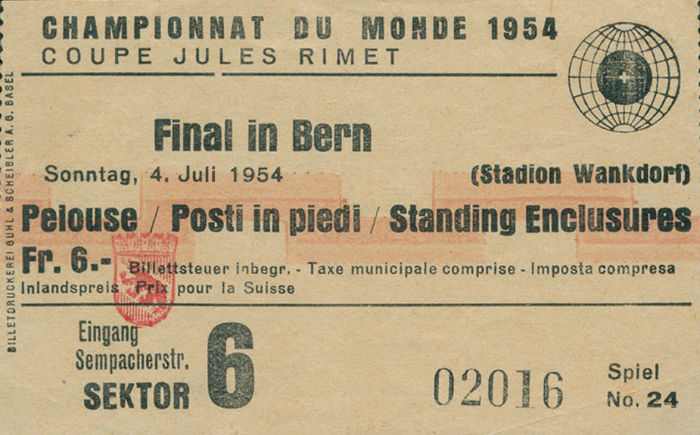 CHAMPIONNAT DU MONDE 1954
COUPE JULES RIMET
Final in Bern
Sonntag, 4. Juli 1954
(Stadion Wankdorf)
Pelouse / Posti in piedi / Standing Enclusures
Fr. 6.- Billettsteuer inbegr. - Taxe municipale comprise - Imposta compresa
Inlandspreis Prix pour la Suisse
Eingang
Sempacherstr.
SEKTOR 6
02016
Spiel
No. 24
BILLETDRUCKEREI GUHL & SCHEIBLER A.G. BASEL